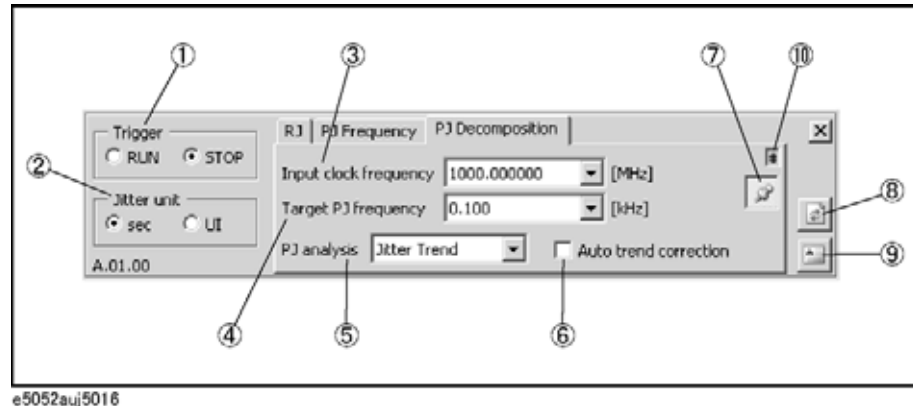 ① ③ ⑦ ⑩
Trigger
RUN STOP
RJ PJ Frequency PJ Decomposition
②
Input clock frequency 1000.000000 [MHz]
Jitter unit
sec UI
Target PJ frequency 0.100 [kHz]
⑧
PJ analysis Jitter Trend Auto trend correction
⑨
A.01.00
④ ⑤ ⑥
e5052auj5016